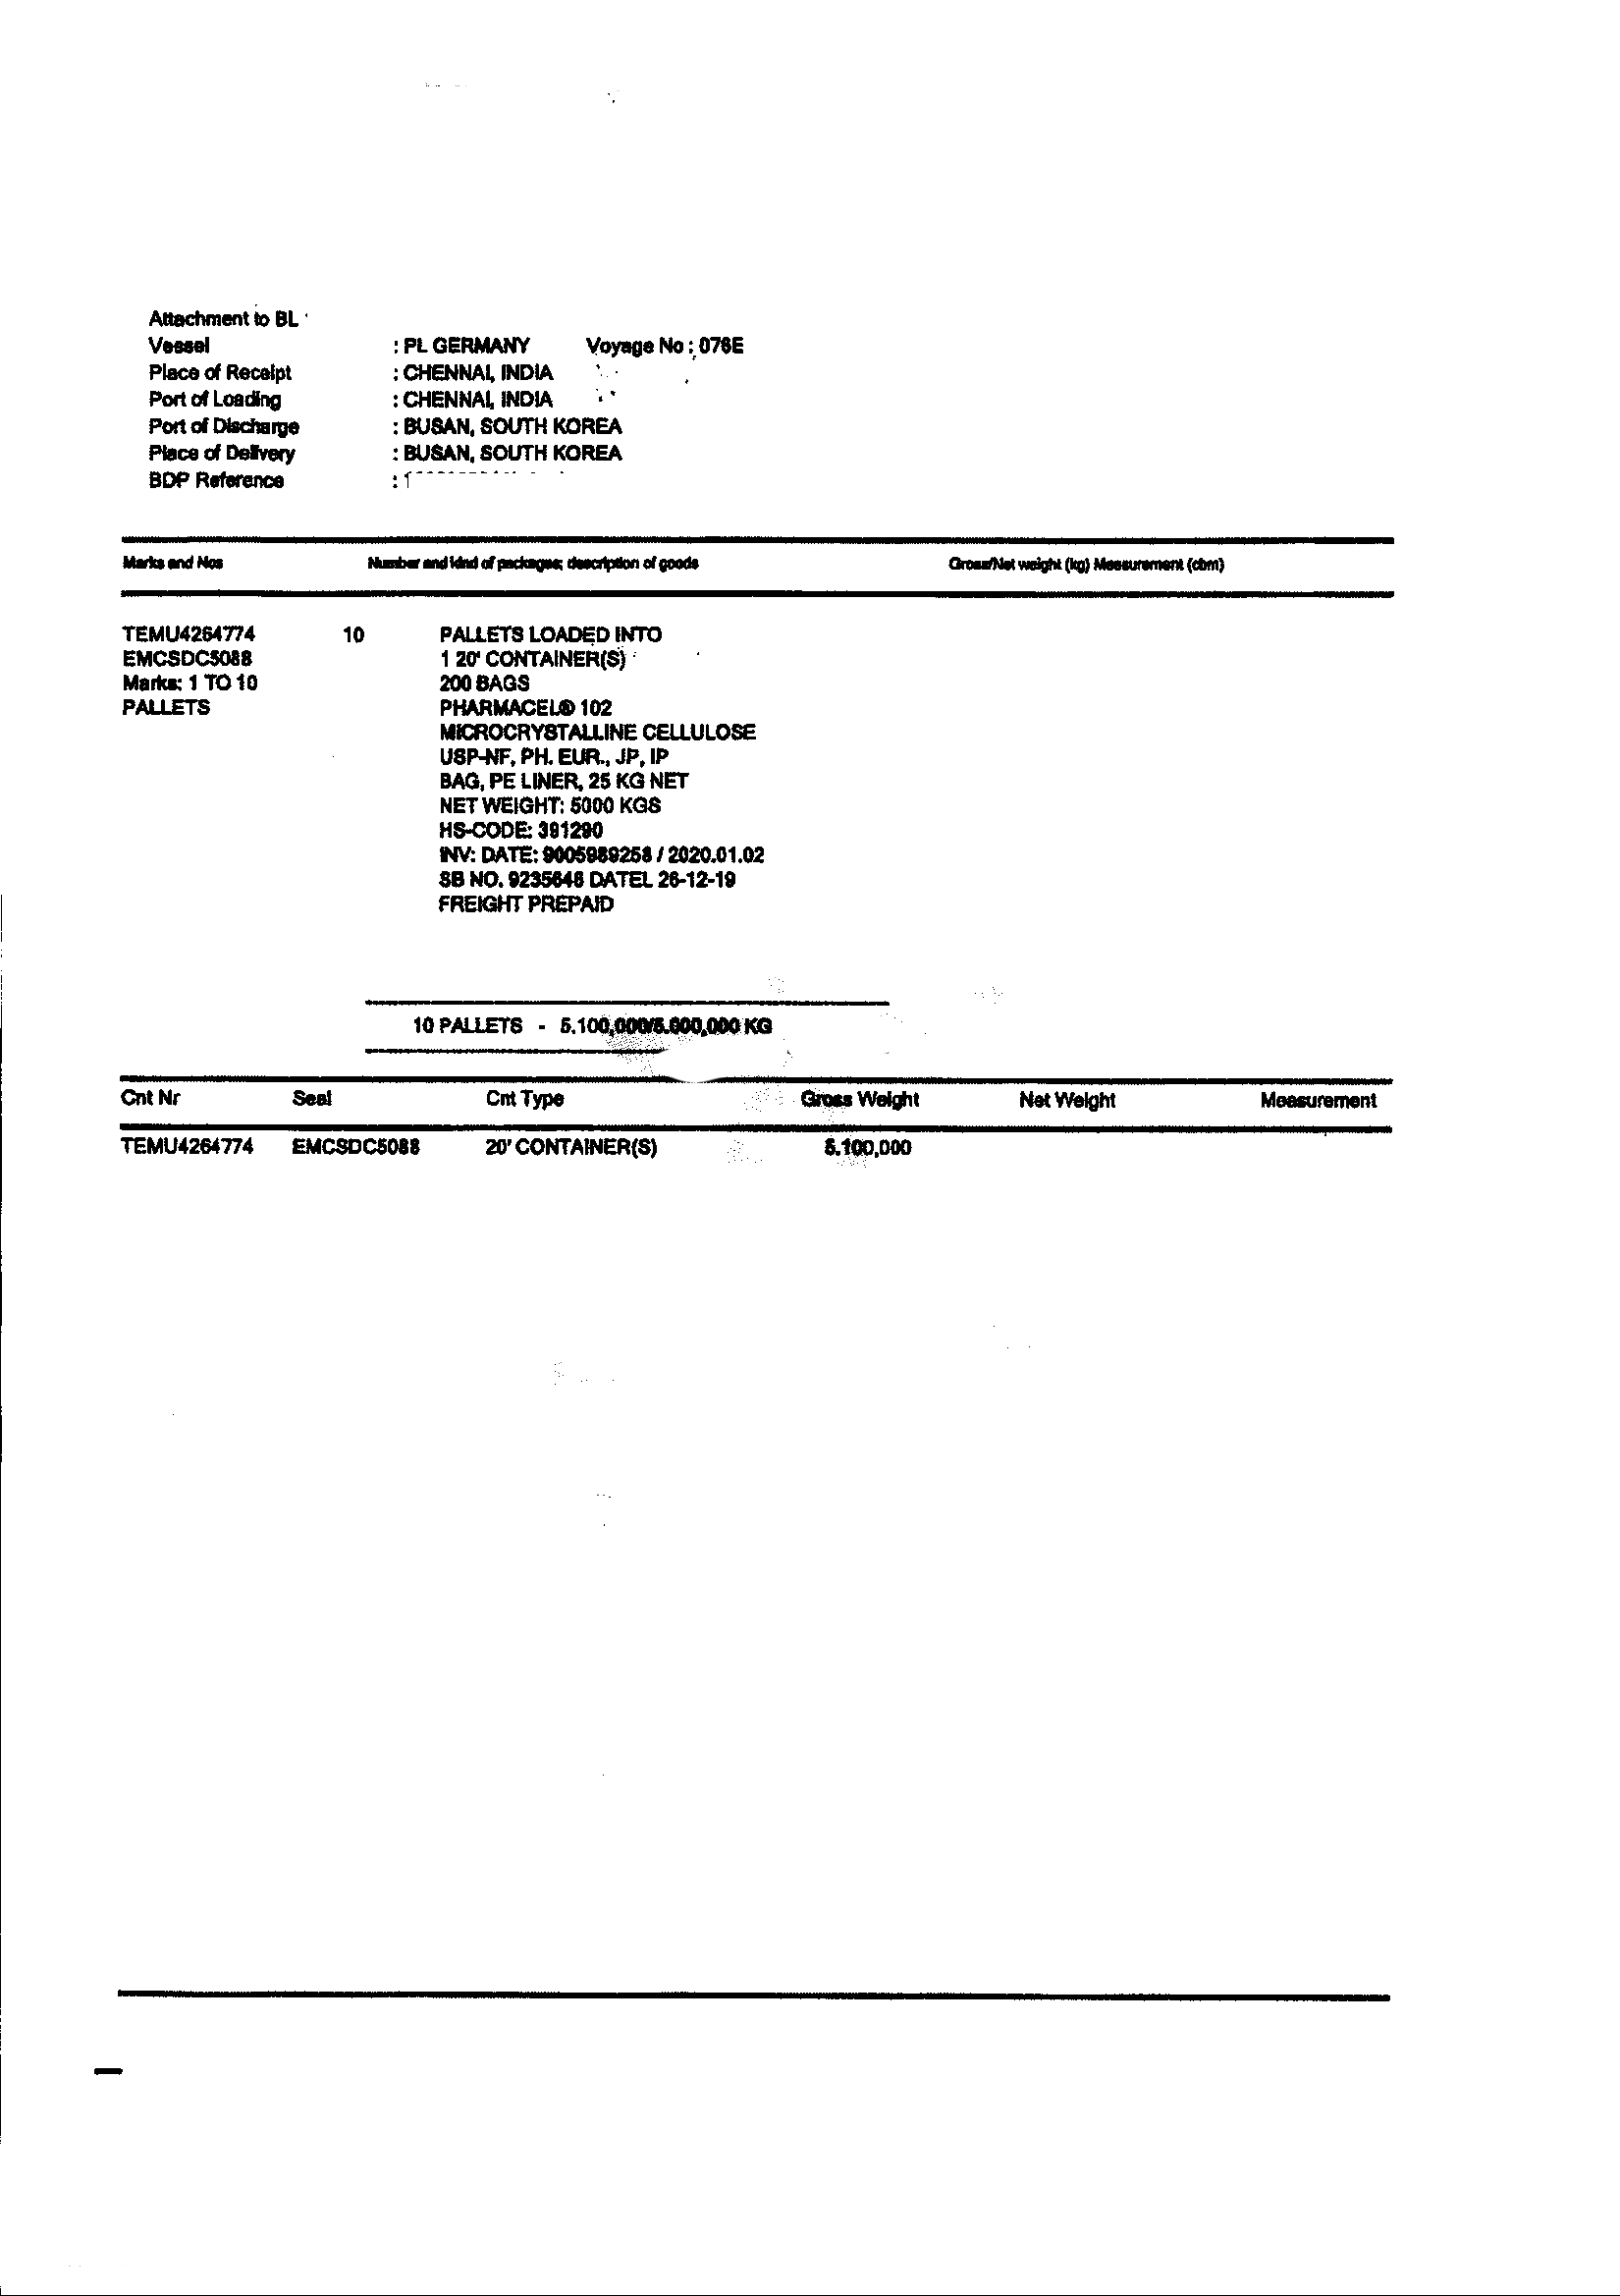 Attachment to BL
Vessel : PL GERMANY Voyage No : 076E
Place of Receipt : CHENNAI, INDIA
Port of Loading : CHENNAI, INDIA
Port of Discharge : BUSAN, SOUTH KOREA
Place of Delivery : BUSAN, SOUTH KOREA
BDP Reference :
Marks and Nos Number and kind of packages; description of goods Gross/Net weight (kg) Measurement (cbm)
TEMU4264774 10 PALLETS LOADED INTO
EMCSDC5088 1 20' CONTAINER(S)
Marks: 1 TO 10 200 BAGS
PALLETS PHARMACEL® 102
MICROCRYSTALLINE CELLULOSE
USP-NF, PH. EUR., JP, IP
BAG, PE LINER, 25 KG NET
NET WEIGHT: 5000 KGS
HS-CODE: 391290
INV: DATE: 9005989258 / 2020.01.02
SB NO. 9235648 DATEL 26-12-19
FREIGHT PREPAID
10 PALLETS - 5.100,000/5.000,000 KG
Cnt Nr Seal Cnt Type Gross Weight Net Weight Measurement
TEMU4264774 EMCSDC5088 20' CONTAINER(S) 5.100,000